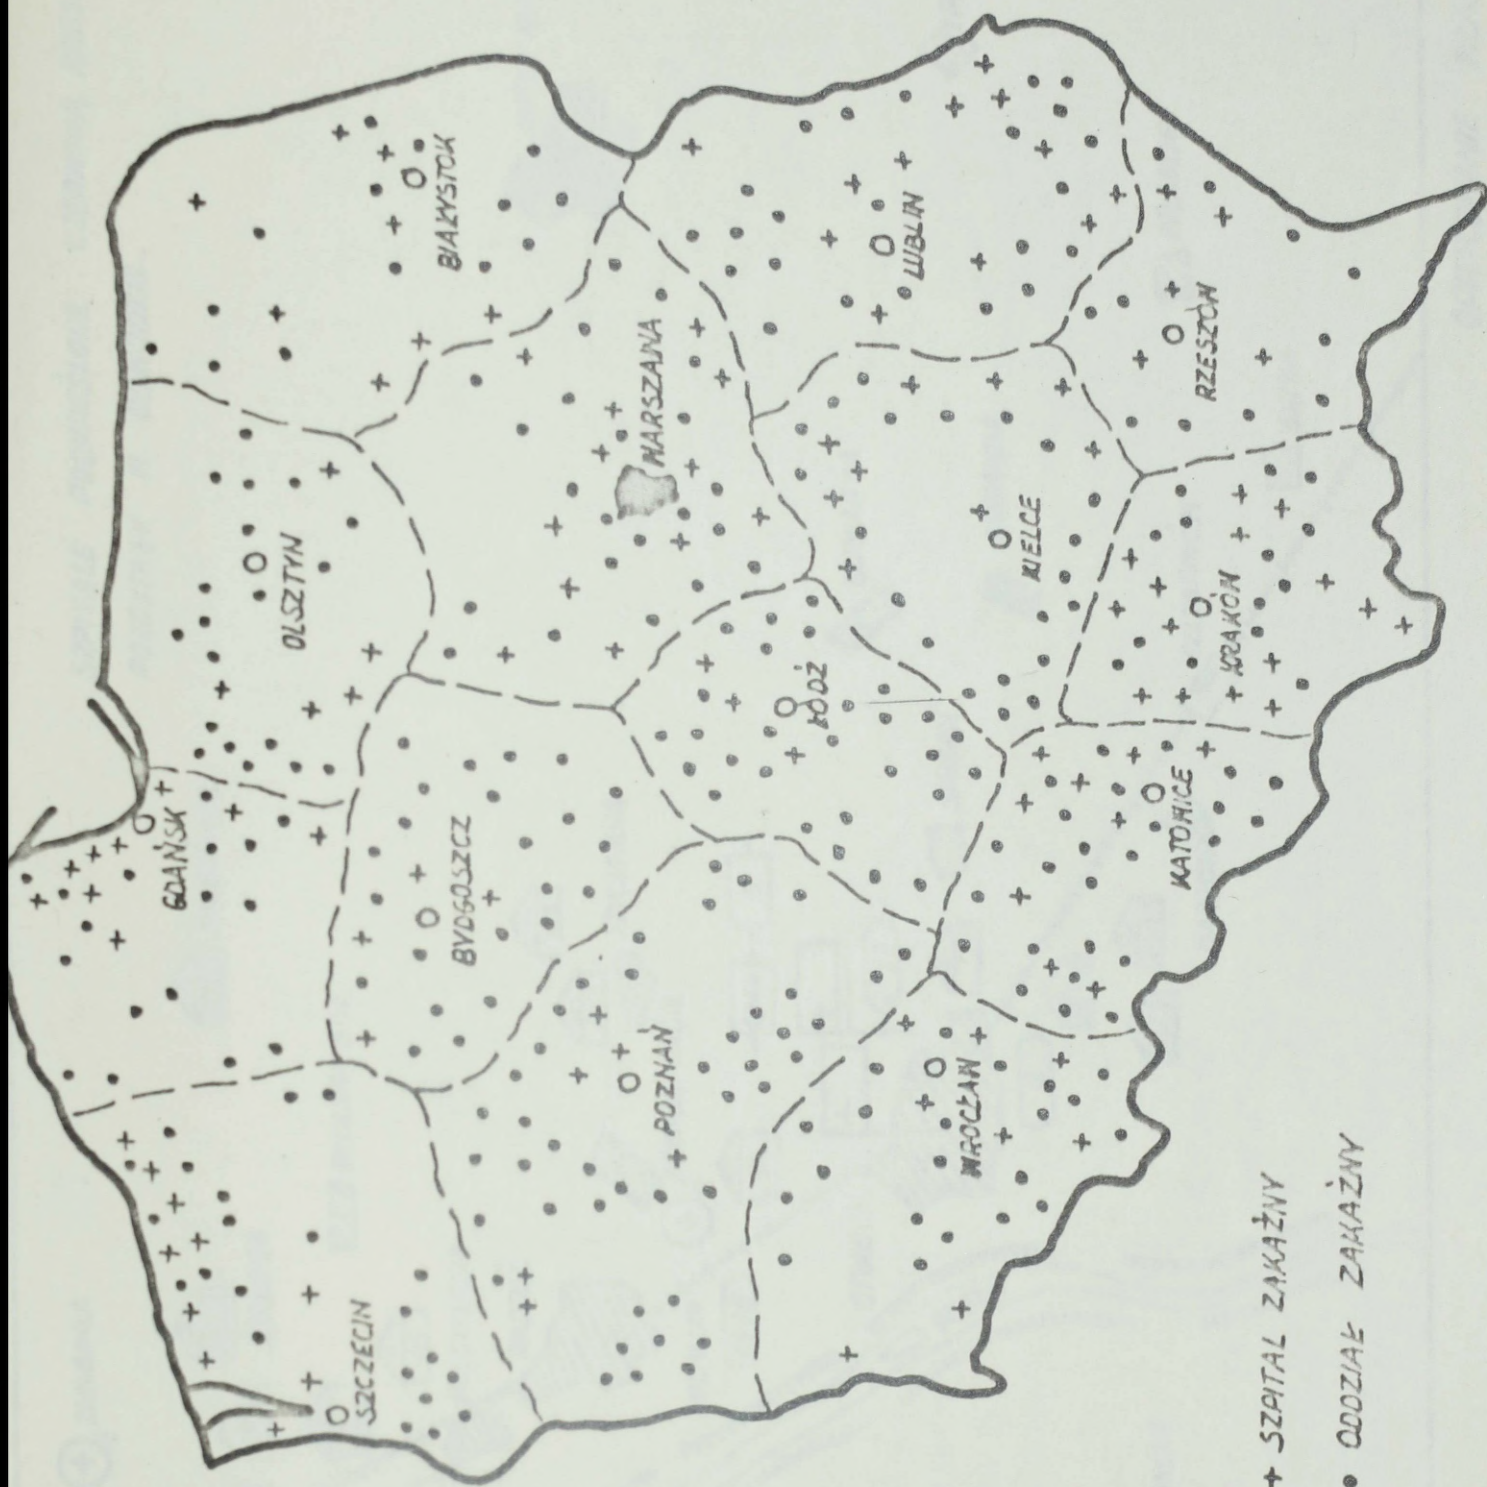 GDAŃSK
OLSZTYN
SZCZECIN
BIAŁYSTOK
BYDGOSZCZ
WARSZAWA
POZNAŃ
ŁÓDŹ
LUBLIN
WROCŁAW
KIELCE
KATOWICE
RZESZÓW
KRAKÓW
+ SZPITAL ZAKAŹNY
• ODDZIAŁ ZAKAŹNY